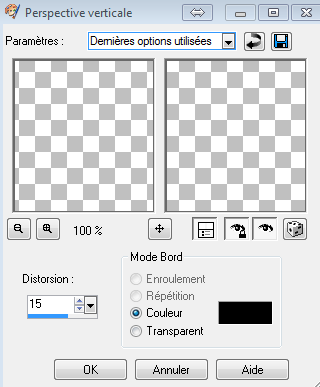 Perspective verticale
Paramètres : Dernières options utilisées
100 %
Mode Bord
Distorsion :
Enroulement
15
Répétition
Couleur
Transparent
OK Annuler Aide